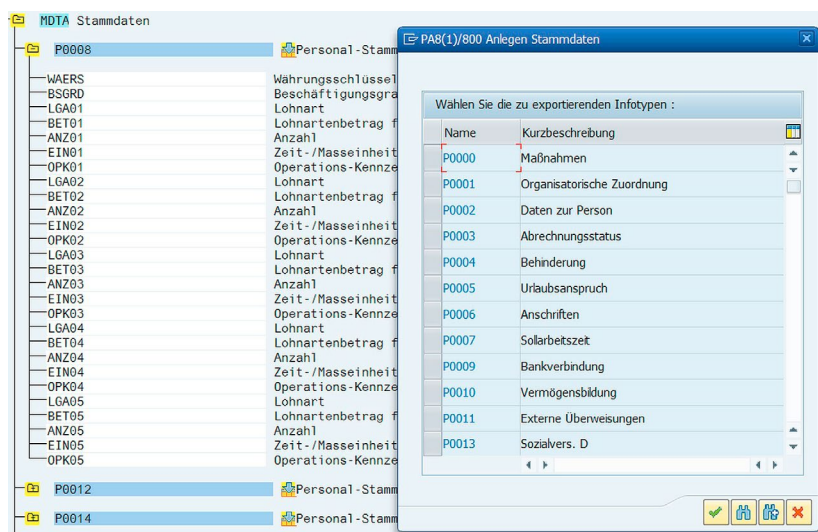 MDTA Stammdaten
P0008 Personal-Stamm
WAERS Währungsschlüssel
BSGRD Beschäftigungsgra
LGA01 Lohnart
BET01 Lohnartenbetrag f
ANZ01 Anzahl
EIN01 Zeit-/Masseinheit
OPK01 Operations-Kennze
LGA02 Lohnart
BET02 Lohnartenbetrag f
ANZ02 Anzahl
EIN02 Zeit-/Masseinheit
OPK02 Operations-Kennze
LGA03 Lohnart
BET03 Lohnartenbetrag f
ANZ03 Anzahl
EIN03 Zeit-/Masseinheit
OPK03 Operations-Kennze
LGA04 Lohnart
BET04 Lohnartenbetrag f
ANZ04 Anzahl
EIN04 Zeit-/Masseinheit
OPK04 Operations-Kennze
LGA05 Lohnart
BET05 Lohnartenbetrag f
ANZ05 Anzahl
EIN05 Zeit-/Masseinheit
OPK05 Operations-Kennze
P0012 Personal-Stamm
P0014 Personal-Stamm
PA8(1)/800 Anlegen Stammdaten
Wählen Sie die zu exportierenden Infotypen :
Name Kurzbeschreibung
P0000 Maßnahmen
P0001 Organisatorische Zuordnung
P0002 Daten zur Person
P0003 Abrechnungsstatus
P0004 Behinderung
P0005 Urlaubsanspruch
P0006 Anschriften
P0007 Sollarbeitszeit
P0009 Bankverbindung
P0010 Vermögensbildung
P0011 Externe Überweisungen
P0013 Sozialvers. D